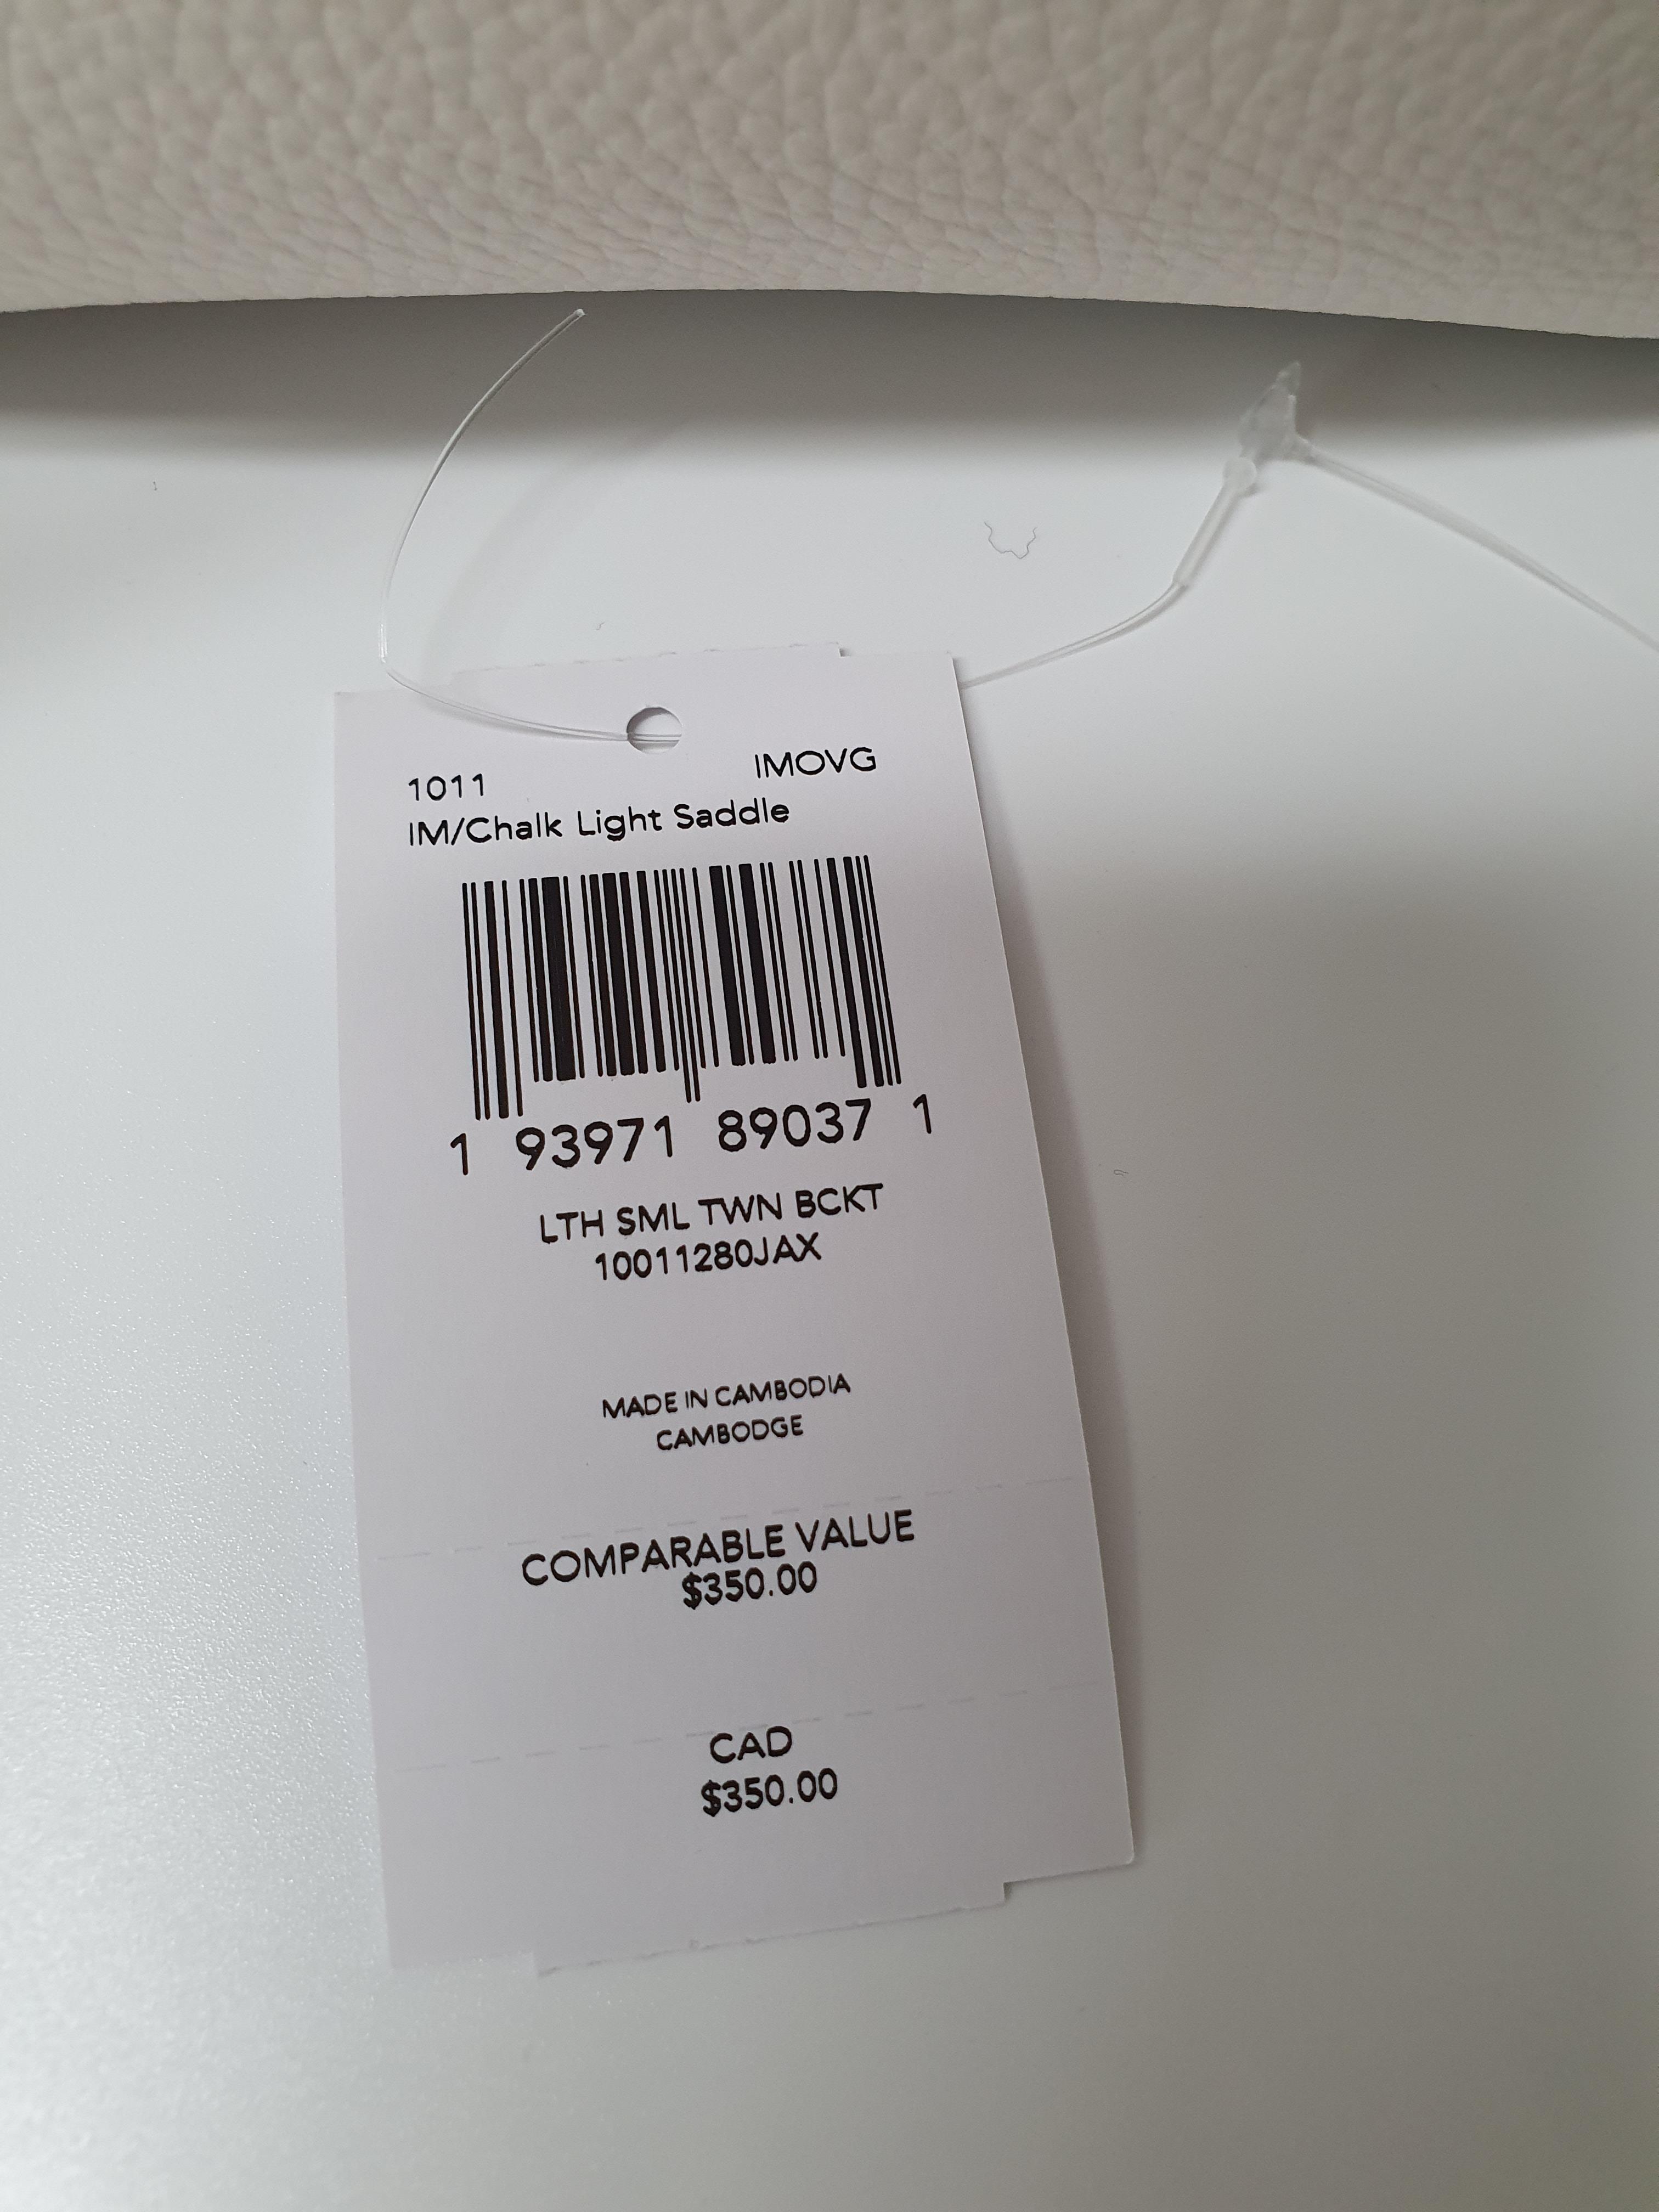 1011 IMOVG
IM/Chalk Light Saddle
1 93971 89037 1
LTH SML TWN BCKT
10011280JAX
MADE IN CAMBODIA
CAMBODGE
COMPARABLE VALUE
$350.00
CAD
$350.00